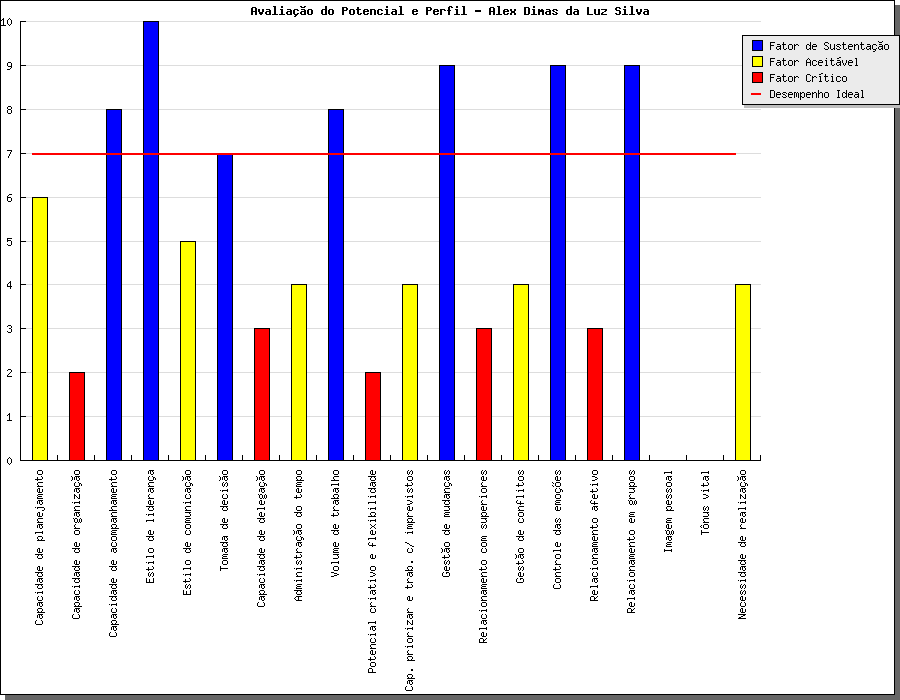 Avaliação do Potencial e Perfil - Alex Dimas da Luz Silva
Fator de Sustentação
Fator Aceitável
Fator Crítico
Desempenho Ideal
10
9
8
7
6
5
4
3
2
1
0
Capacidade de planejamento
Capacidade de organização
Capacidade de acompanhamento
Estilo de liderança
Estilo de comunicação
Tomada de decisão
Capacidade de delegação
Administração do tempo
Volume de trabalho
Potencial criativo e flexibilidade
Cap. priorizar e trab. c/ imprevistos
Gestão de mudanças
Relacionamento com superiores
Gestão de conflitos
Controle das emoções
Relacionamento afetivo
Relacionamento em grupos
Imagem pessoal
Tônus vital
Necessidade de realização